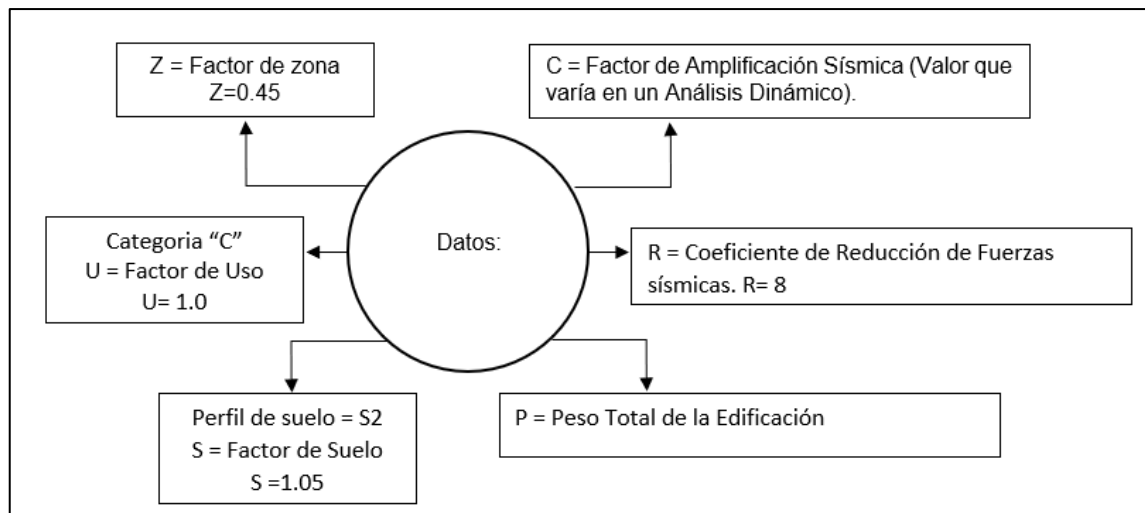 Z = Factor de zona
Z=0.45
C = Factor de Amplificación Sísmica (Valor que
varía en un Análisis Dinámico).
Datos:
Categoria “C”
U = Factor de Uso
U= 1.0
R = Coeficiente de Reducción de Fuerzas
sísmicas. R= 8
Perfil de suelo = S2
S = Factor de Suelo
S =1.05
P = Peso Total de la Edificación